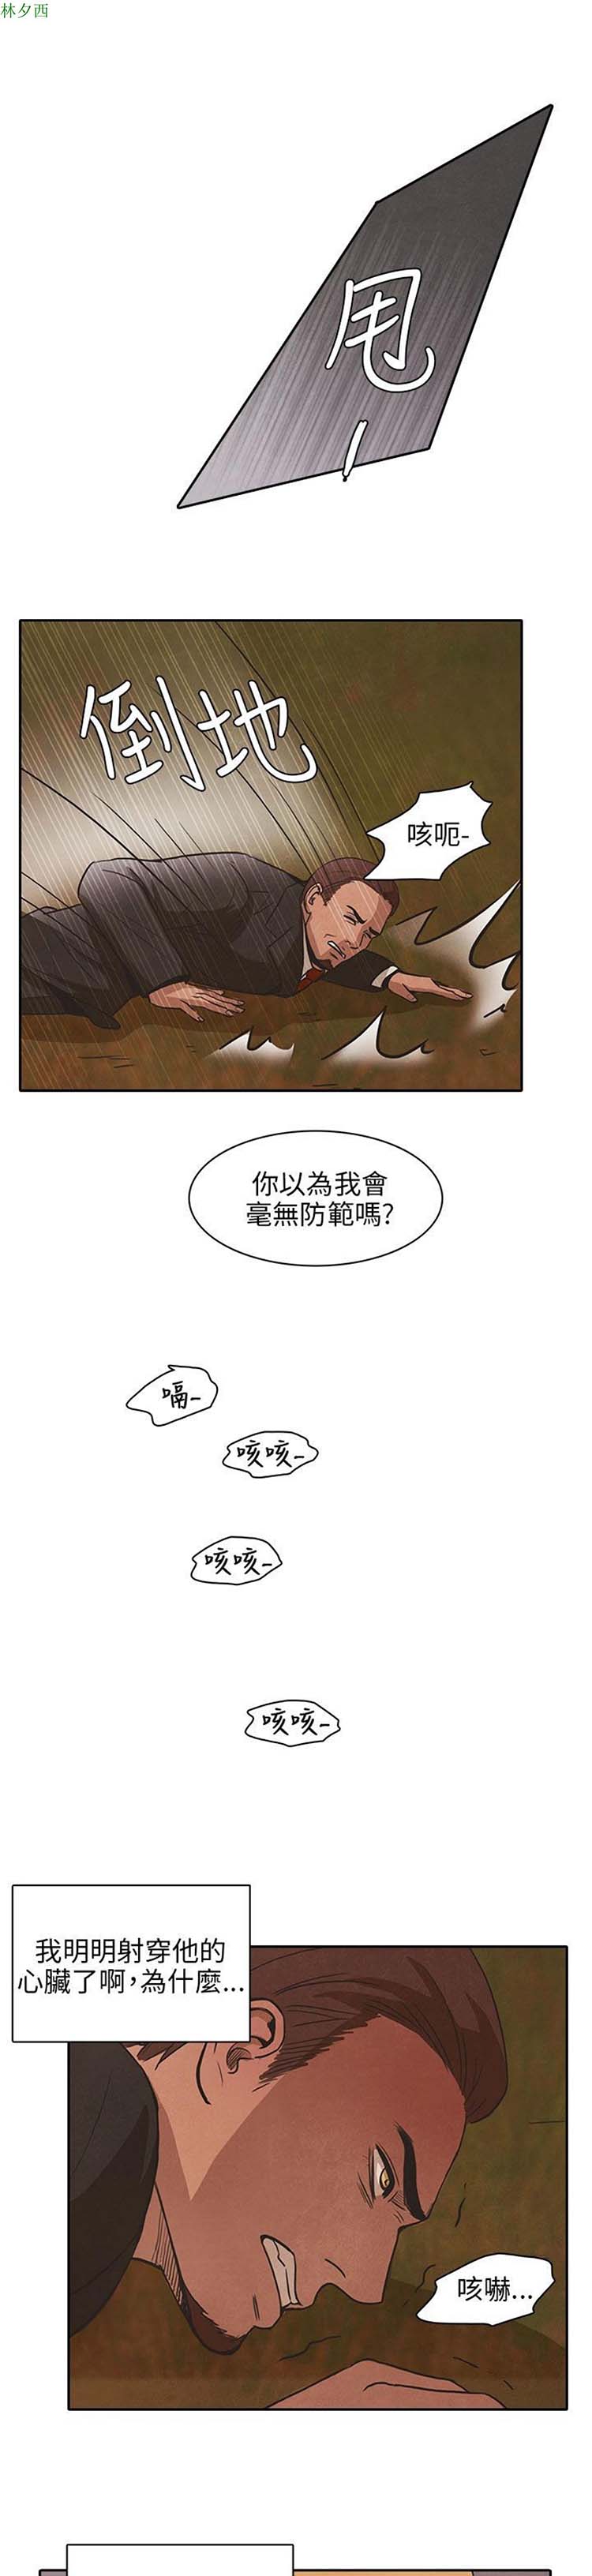 林夕西
甩
倒地
咳呃-
你以為我會
毫無防範嗎?
嗝-
咳咳-
咳咳-
咳咳-
我明明射穿他的
心臟了啊,為什麼...
咳嚇...